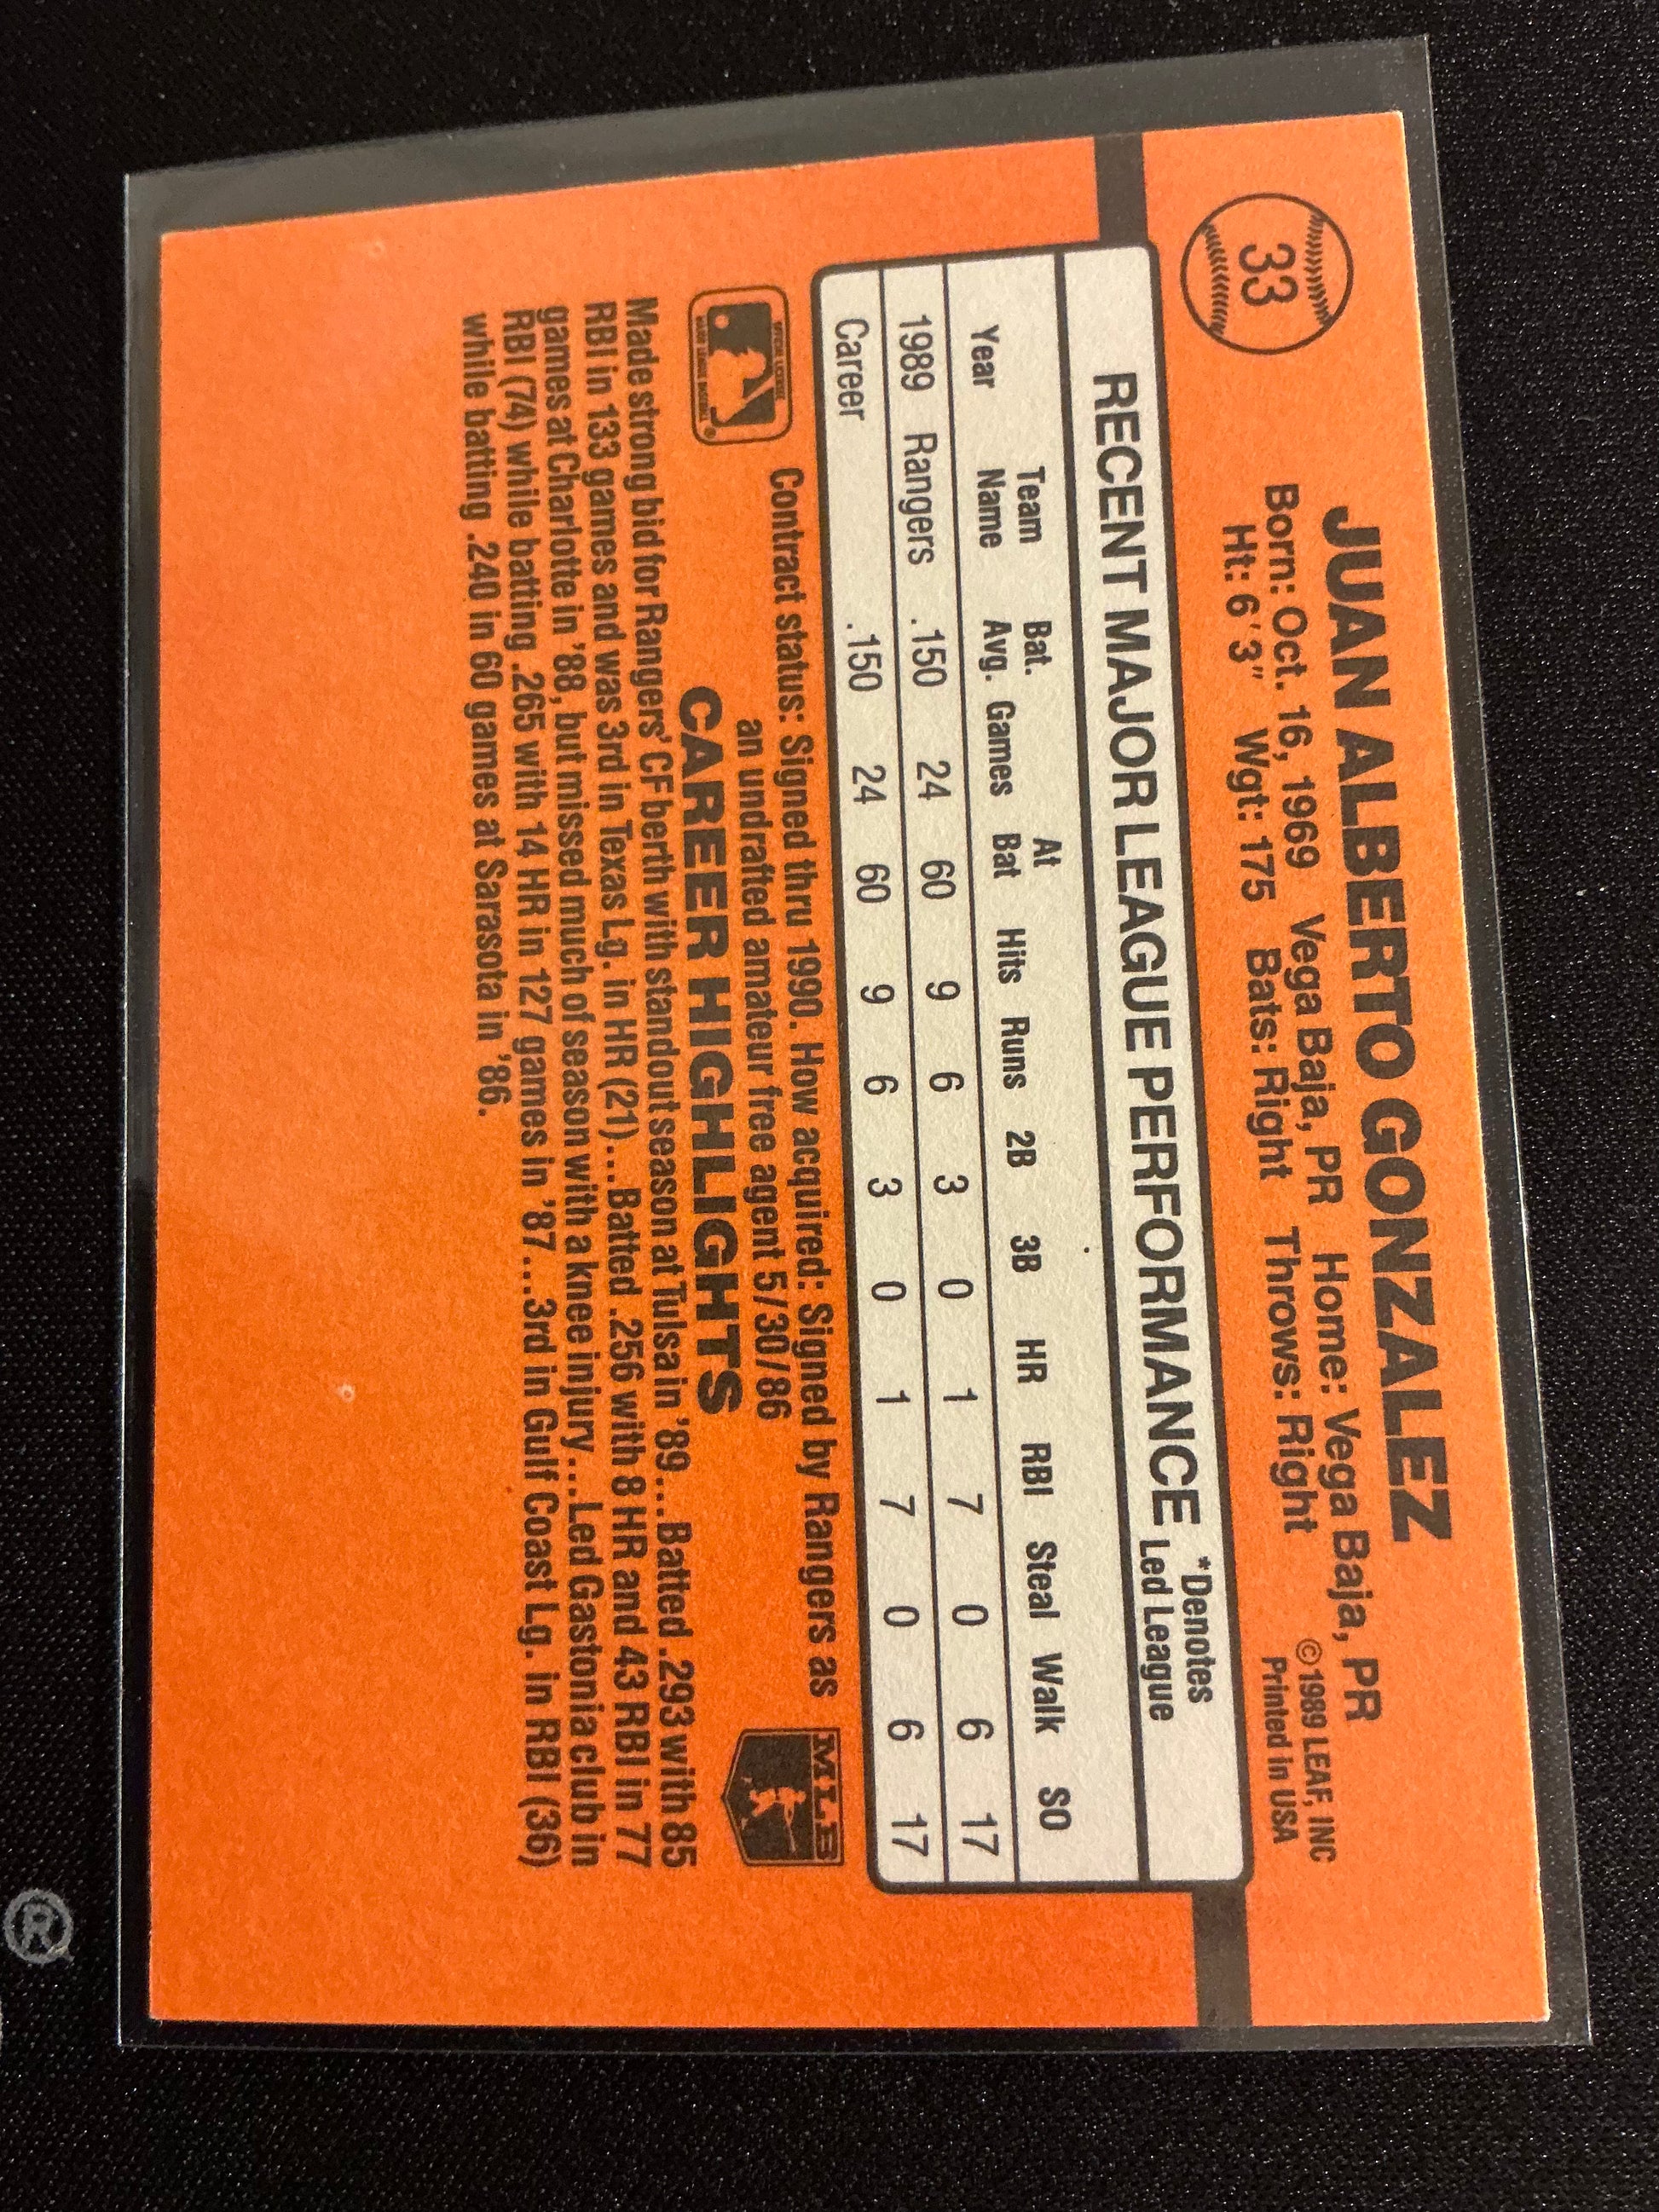 33
JUAN ALBERTO GONZALEZ
Born: Oct. 16, 1969 Vega Baja, PR Home: Vega Baja, PR
Ht: 6'3" Wgt: 175 Bats: Right Throws: Right
©1989 LEAF, INC
Printed in USA
RECENT MAJOR LEAGUE PERFORMANCE *Denotes Led League
Year Team Name Bat. Avg. Games At Bat Hits Runs 2B 3B HR RBI Steal Walk SO
1989 Rangers .150 24 60 9 6 3 0 1 7 0 6 17
Career .150 24 60 9 6 3 0 1 7 0 6 17
Contract status: Signed thru 1990. How acquired: Signed by Rangers as
an undrafted amateur free agent 5/30/86
MLB
CAREER HIGHLIGHTS
Made strong bid for Rangers' CF berth with standout season at Tulsa in '89...Batted .293 with 85
RBI in 133 games and was 3rd in Texas Lg. in HR (21)...Batted .256 with 8 HR and 43 RBI in 77
games at Charlotte in '88, but missed much of season with a knee injury...Led Gastonia club in
RBI (74) while batting .265 with 14 HR in 127 games in '87...3rd in Gulf Coast Lg. in RBI (36)
while batting .240 in 60 games at Sarasota in '86.
®